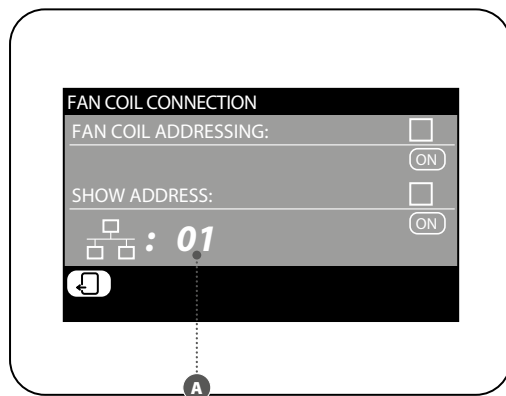 FAN COIL CONNECTION
FAN COIL ADDRESSING:
ON
SHOW ADDRESS:
ON
: 01
A